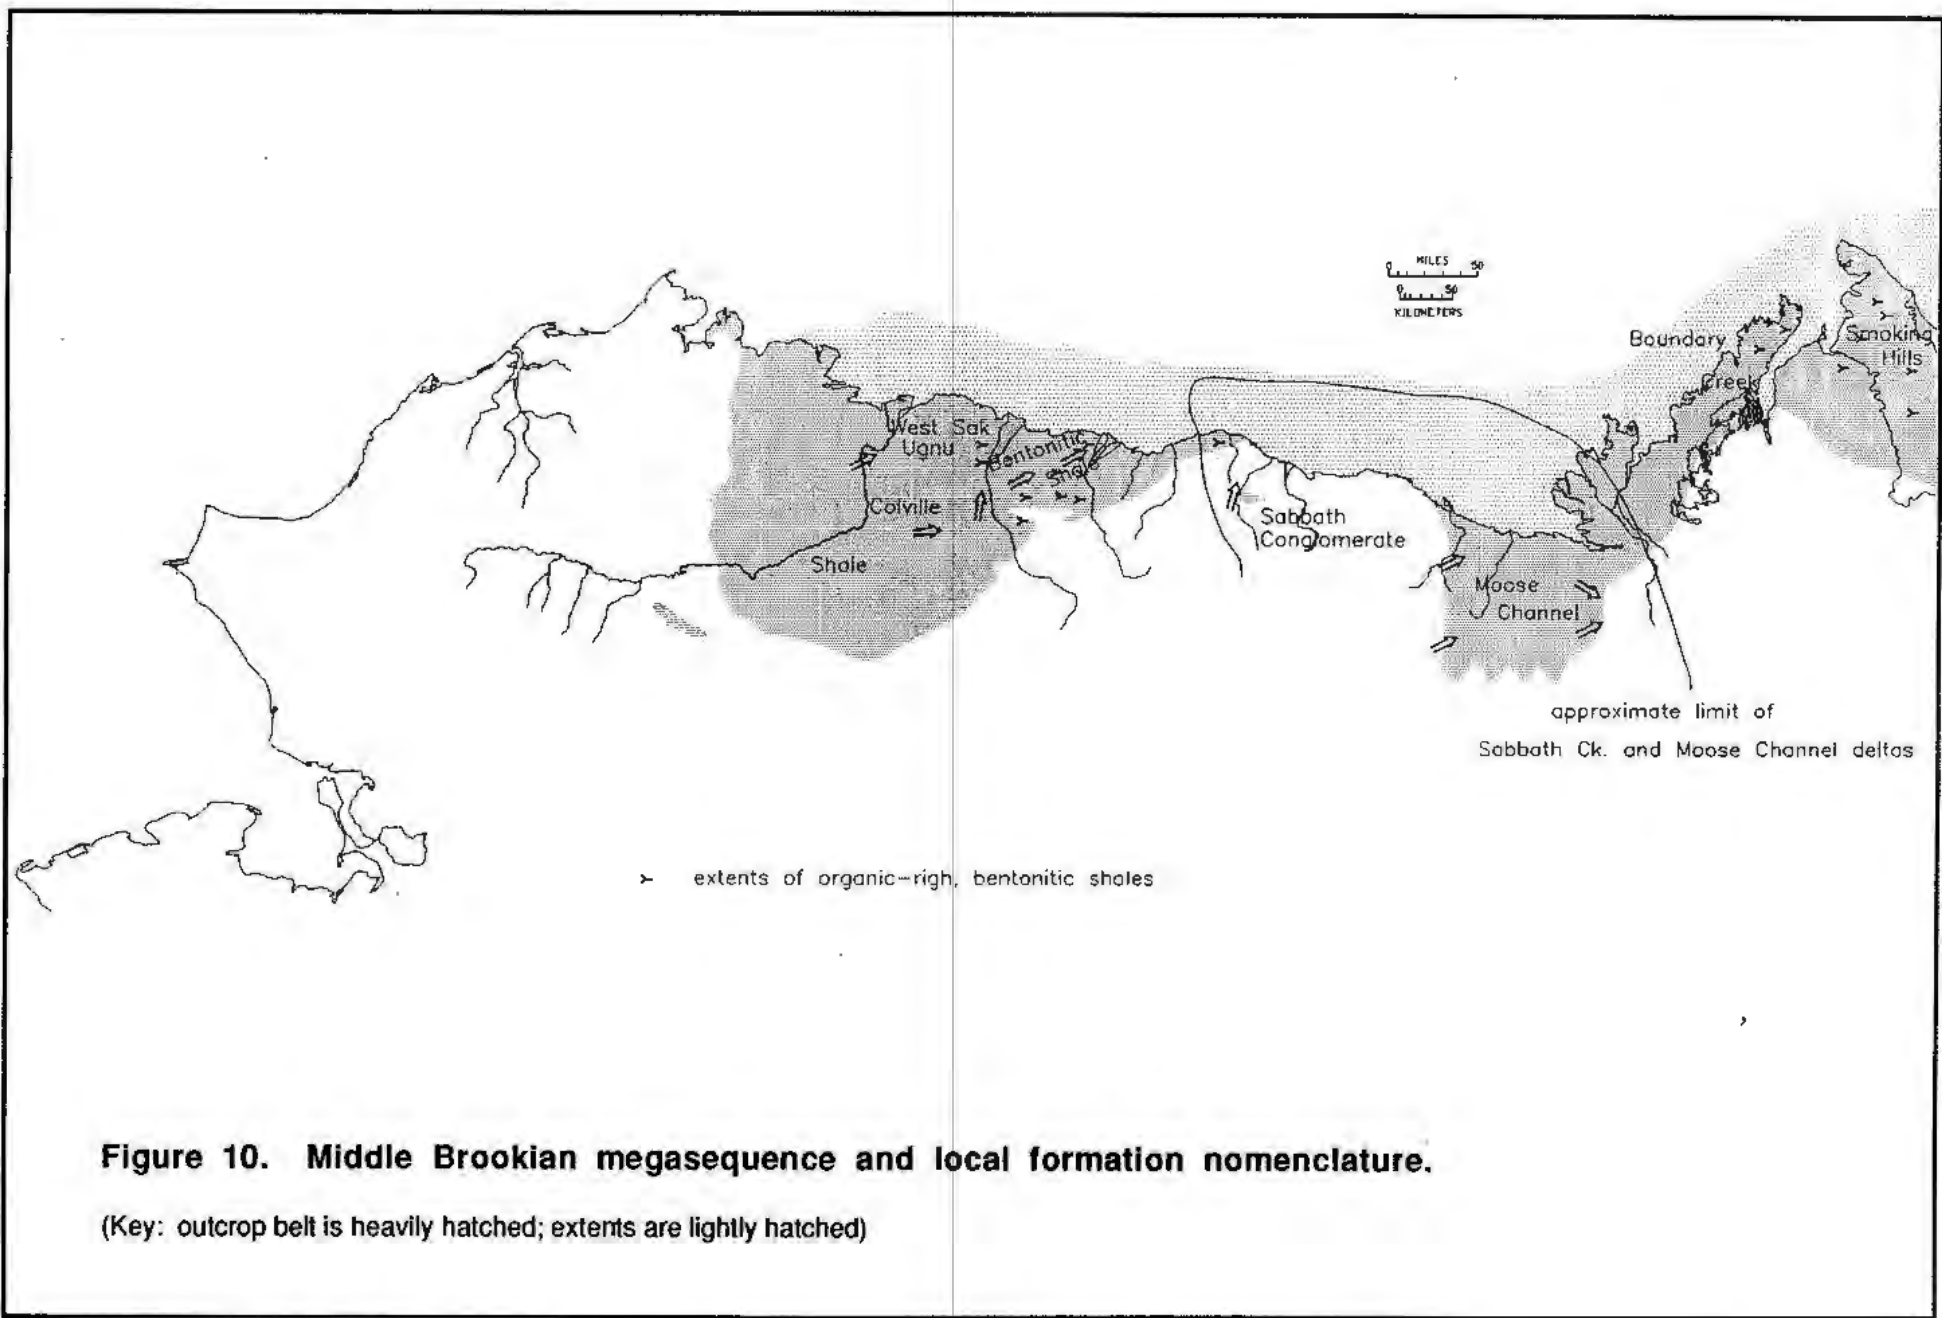 0 MILES 50
0 50
KILOMETERS
Boundary
Creek
Smoking
Hills
West Sak
Ugnu
Bentonitic
Shale
Colville
Shale
Sabbath
Conglomerate
Moose
Channel
approximate limit of
Sabbath Ck. and Moose Channel deltas
extents of organic-righ, bentonitic shales
Figure 10. Middle Brookian megasequence and local formation nomenclature.
(Key: outcrop belt is heavily hatched; extents are lightly hatched)